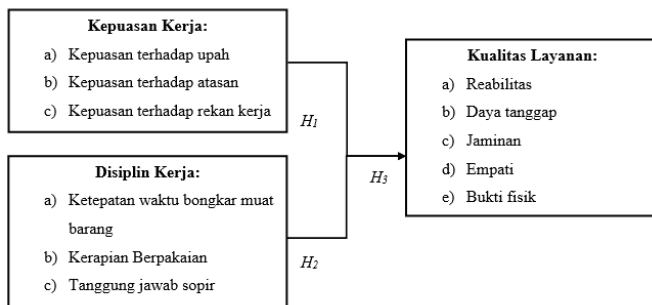 Kepuasan Kerja:
a) Kepuasan terhadap upah
b) Kepuasan terhadap atasan
c) Kepuasan terhadap rekan kerja
H1
Disiplin Kerja:
a) Ketepatan waktu bongkar muat
barang
b) Kerapian Berpakaian
c) Tanggung jawab sopir
H2
H3
Kualitas Layanan:
a) Reabilitas
b) Daya tanggap
c) Jaminan
d) Empati
e) Bukti fisik